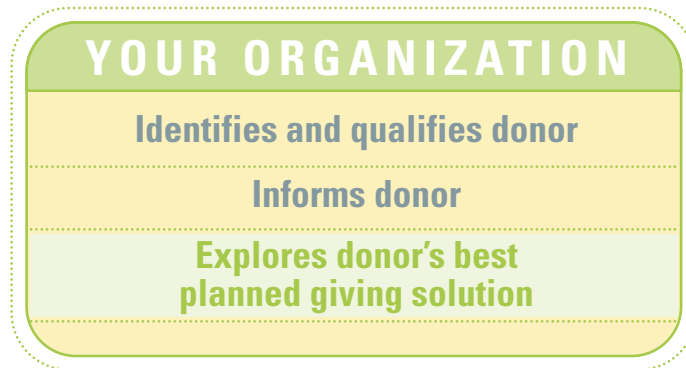 YOUR ORGANIZATION
Identifies and qualifies donor
Informs donor
Explores donor's best
planned giving solution